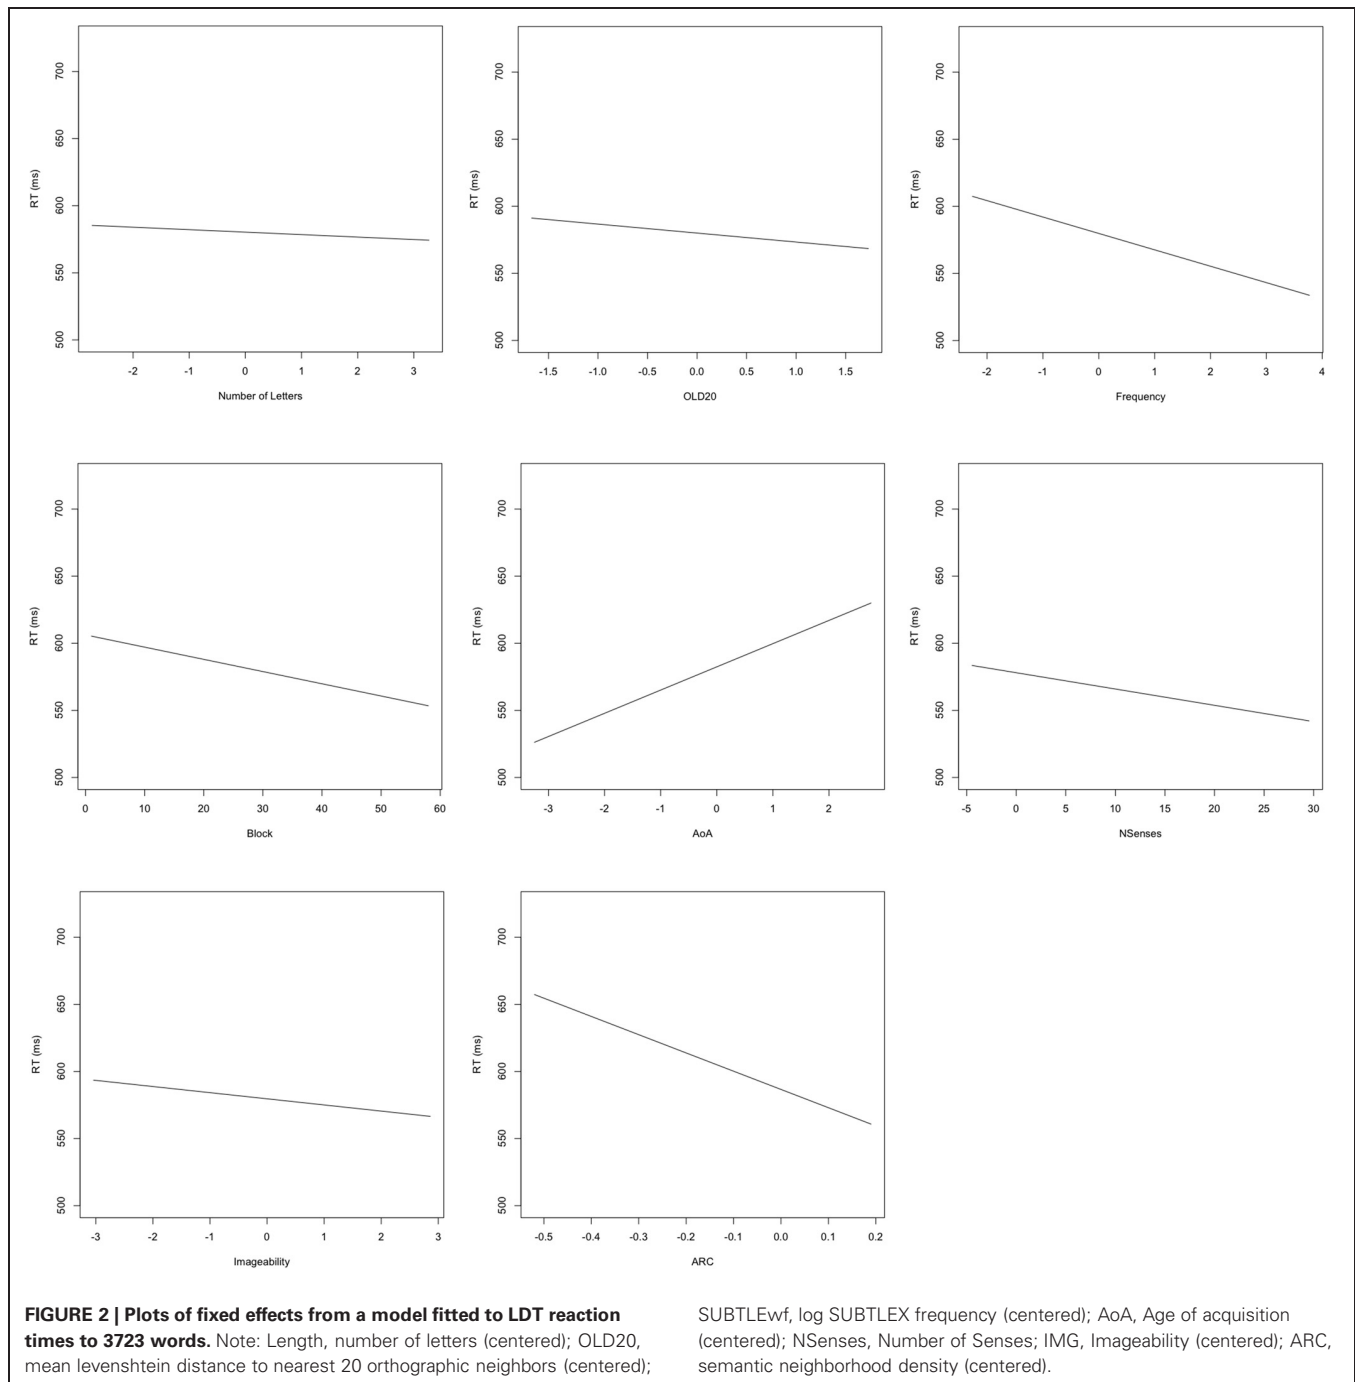 700
650
600
550
500
RT (ms)
-2 -1 0 1 2 3
Number of Letters
700
650
600
550
500
RT (ms)
-1.5 -1.0 -0.5 0.0 0.5 1.0 1.5
OLD20
700
650
600
550
500
RT (ms)
-2 -1 0 1 2 3 4
Frequency
700
650
600
550
500
RT (ms)
0 10 20 30 40 50 60
Block
700
650
600
550
500
RT (ms)
-3 -2 -1 0 1 2
AoA
700
650
600
550
500
RT (ms)
-5 0 5 10 15 20 25 30
NSenses
700
650
600
550
500
RT (ms)
-3 -2 -1 0 1 2 3
Imageability
700
650
600
550
500
RT (ms)
-0.5 -0.4 -0.3 -0.2 -0.1 0.0 0.1 0.2
ARC
FIGURE 2 | Plots of fixed effects from a model fitted to LDT reaction
times to 3723 words. Note: Length, number of letters (centered); OLD20,
mean levenshtein distance to nearest 20 orthographic neighbors (centered);
SUBTLEwf, log SUBTLEX frequency (centered); AoA, Age of acquisition
(centered); NSenses, Number of Senses; IMG, Imageability (centered); ARC,
semantic neighborhood density (centered).